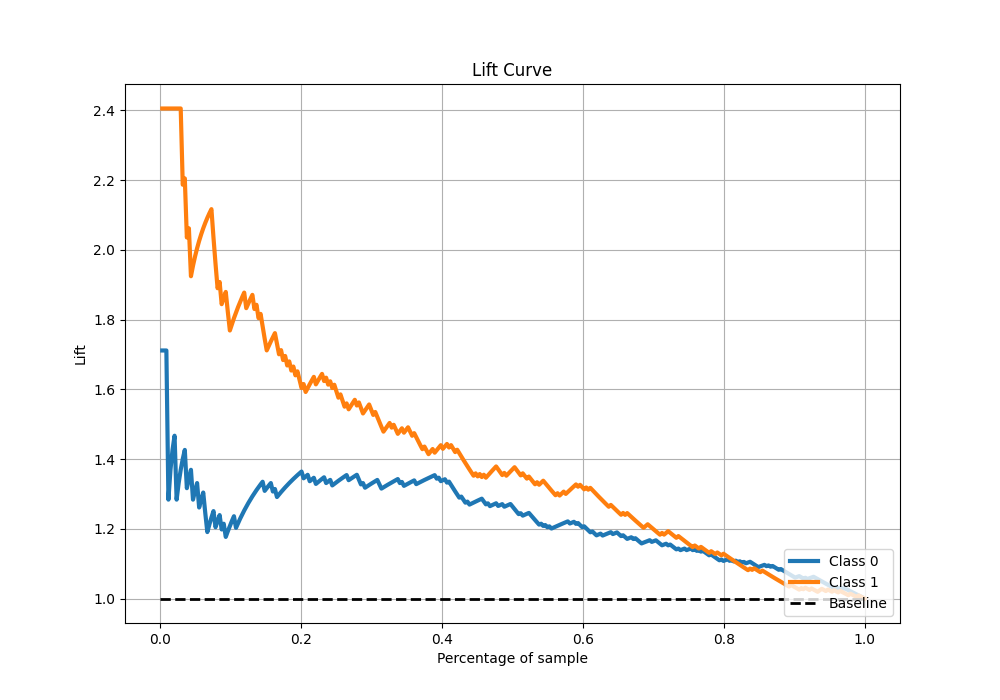 Lift Curve
Lift
2.4
2.2
2.0
1.8
1.6
1.4
1.2
1.0
0.0 0.2 0.4 0.6 0.8 1.0
Percentage of sample
Class 0
Class 1
Baseline